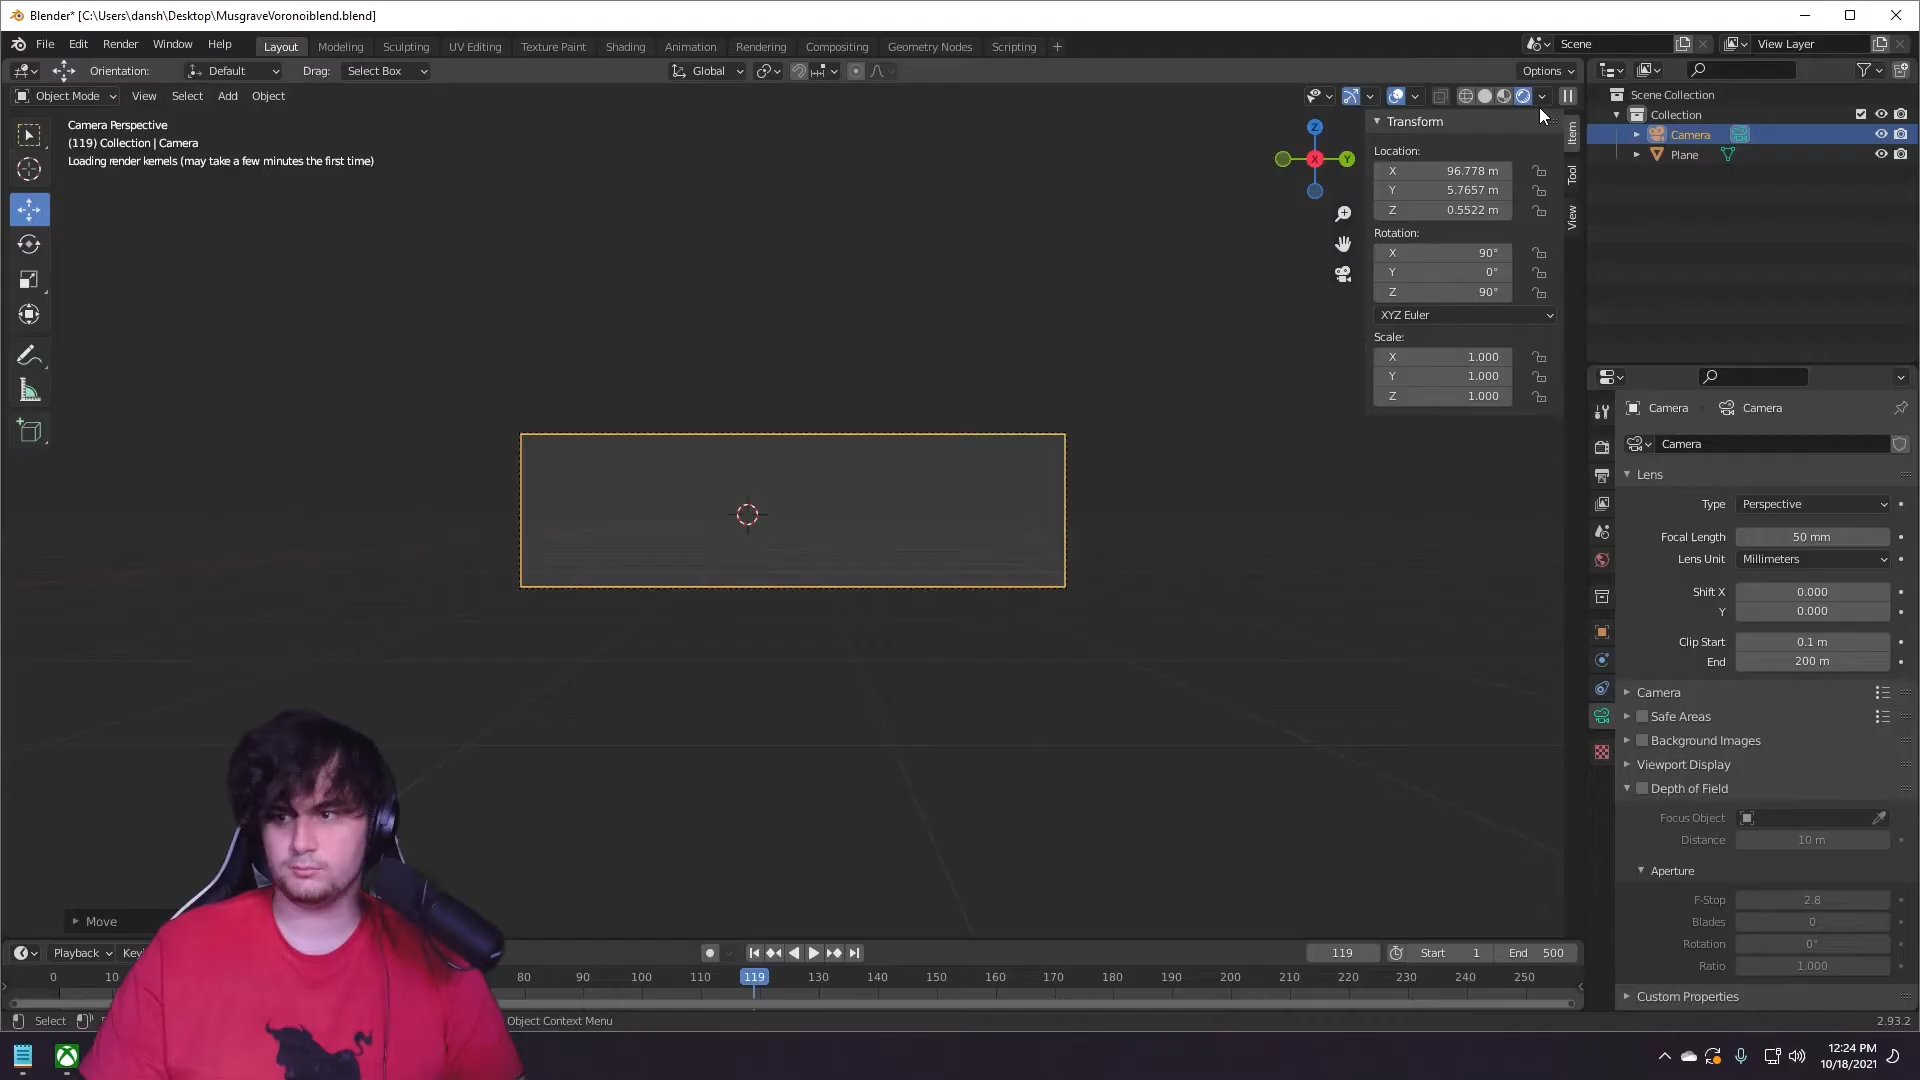 Blender* [C:\Users\dansh\Desktop\MusgraveVoronoiblend.blend]
File Edit Render Window Help
Layout Modeling Sculpting UV Editing Texture Paint Shading Animation Rendering Compositing Geometry Nodes Scripting +
Scene
View Layer
Orientation: Default
Drag: Select Box
Global
Options
Object Mode View Select Add Object
Camera Perspective
(119) Collection | Camera
Loading render kernels (may take a few minutes the first time)
Z
X
Y
Transform
Location:
X 96.778 m
Y 5.7657 m
Z 0.5522 m
Rotation:
X 90°
Y 0°
Z 90°
XYZ Euler
Scale:
X 1.000
Y 1.000
Z 1.000
Item
Tool
View
Scene Collection
Collection
Camera
Plane
Camera Camera
Camera
Lens
Type Perspective
Focal Length 50 mm
Lens Unit Millimeters
Shift X 0.000
Y 0.000
Clip Start 0.1 m
End 200 m
Camera
Safe Areas
Background Images
Viewport Display
Depth of Field
Focus Object
Distance 10 m
Aperture
F-Stop 2.8
Blades 0
Rotation 0°
Ratio 1.000
Custom Properties
Move
Playback
119
Start 1
End 500
0 10 80 90 100 110 119 130 140 150 160 170 180 190 200 210 220 230 240 250
Select
Object Context Menu
2.93.2
12:24 PM
10/18/2021